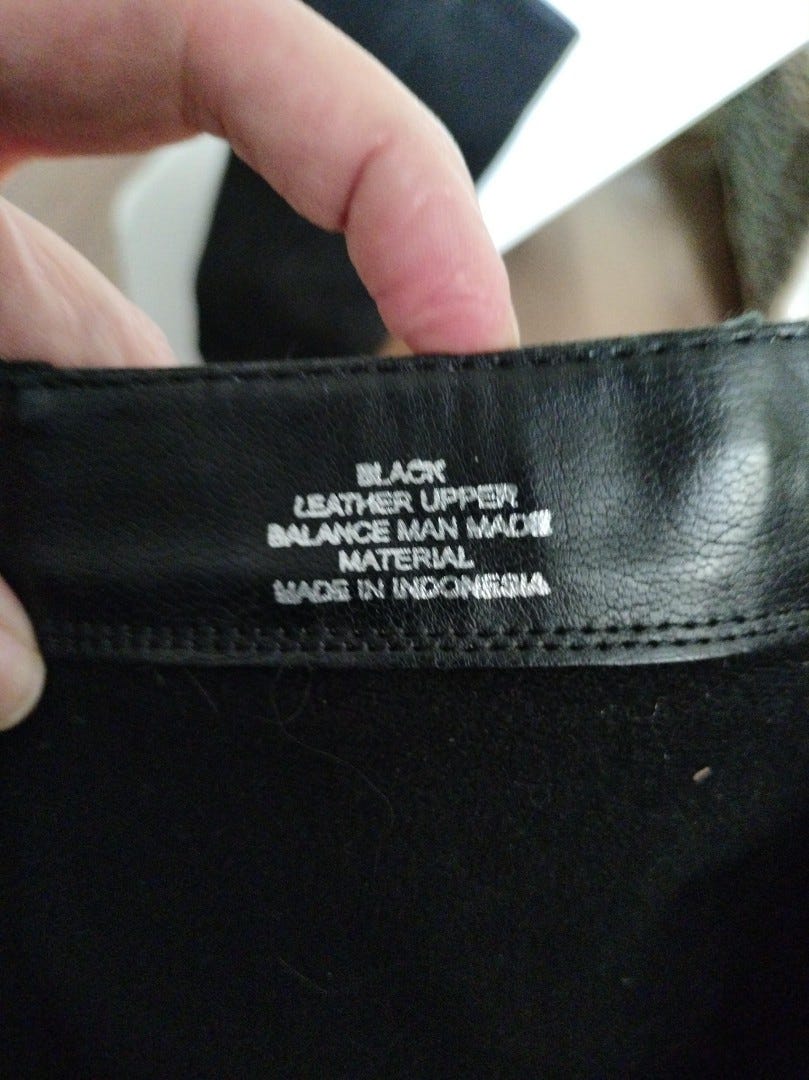 BLACK
LEATHER UPPER
BALANCE MAN MADE
MATERIAL
MADE IN INDONESIA